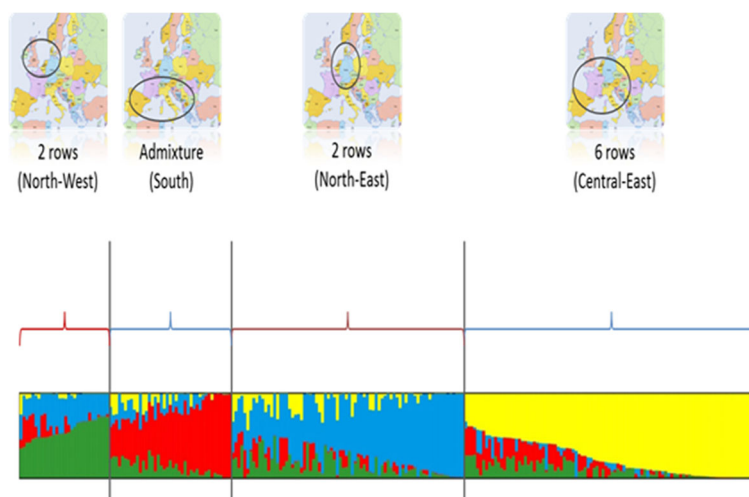 2 rows
(North-West)
Admixture
(South)
2 rows
(North-East)
6 rows
(Central-East)